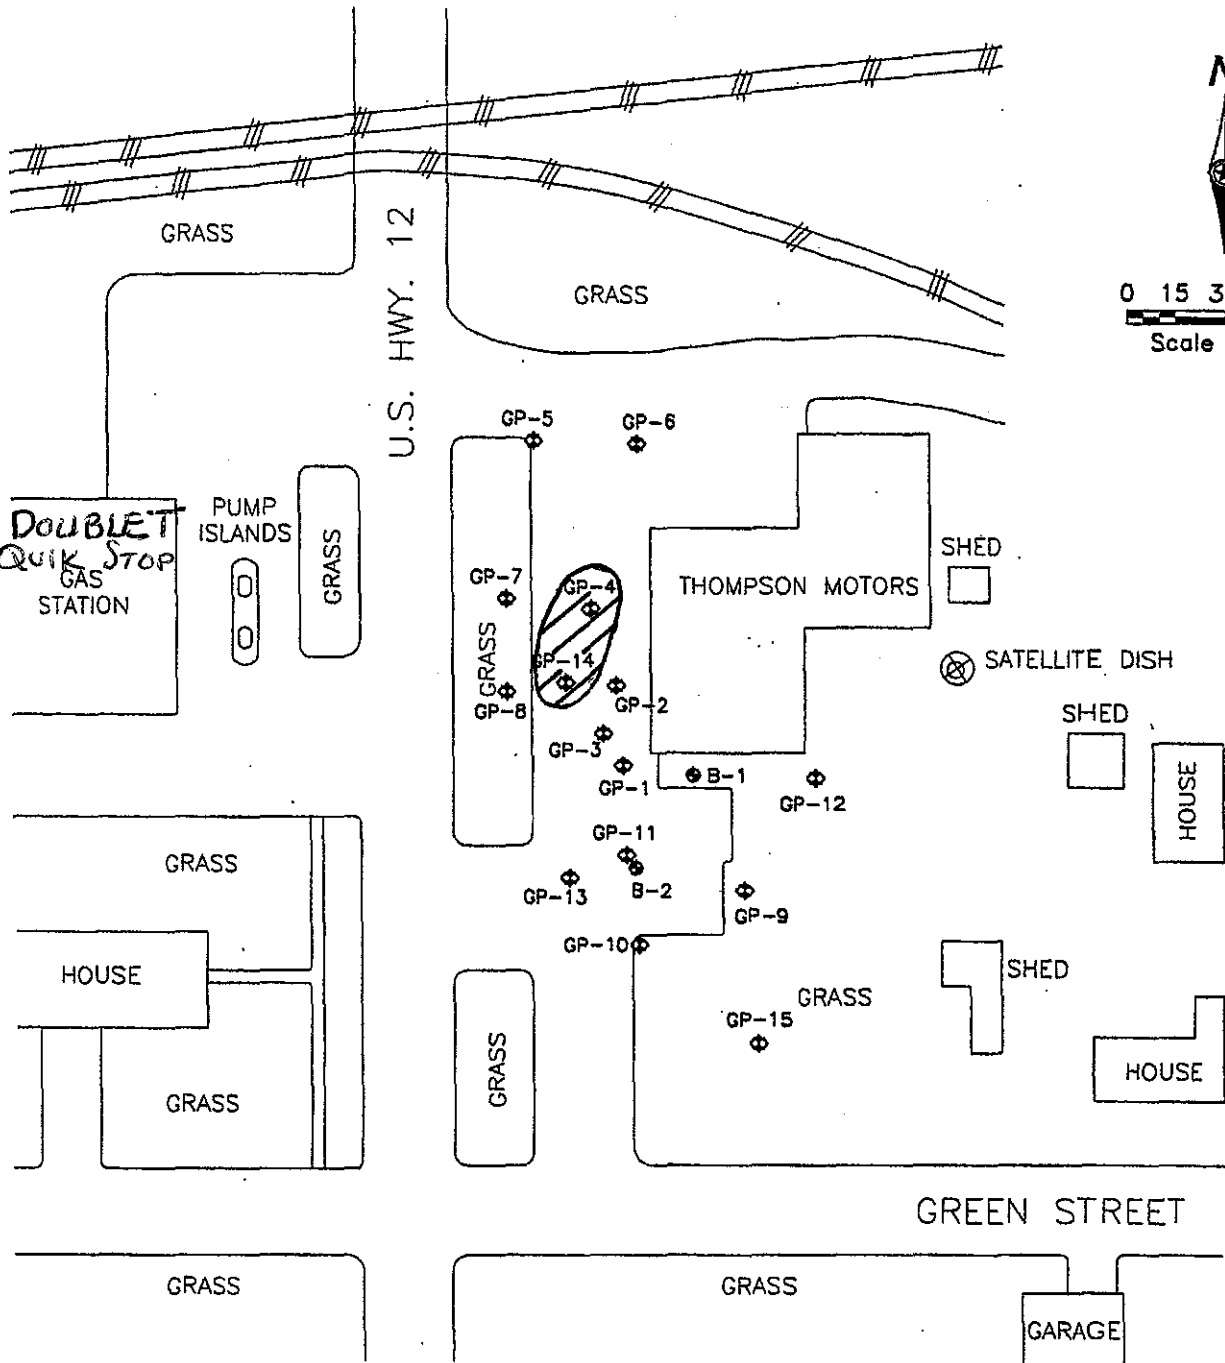 N
GRASS
U.S. HWY. 12
GRASS
0 15 3
Scale
GP-5
GP-6
DOUBLE T
QUIK STOP
GAS
STATION
PUMP
ISLANDS
GRASS
GP-7
GP-4
THOMPSON MOTORS
SHED
GRASS
GP-14
SATELLITE DISH
GP-8
GP-2
SHED
GP-3
GP-1
B-1
GP-12
HOUSE
GRASS
GP-11
GP-13
B-2
GP-9
GP-10
HOUSE
SHED
GRASS
GP-15
GRASS
HOUSE
GRASS
GREEN STREET
GRASS
GRASS
GARAGE